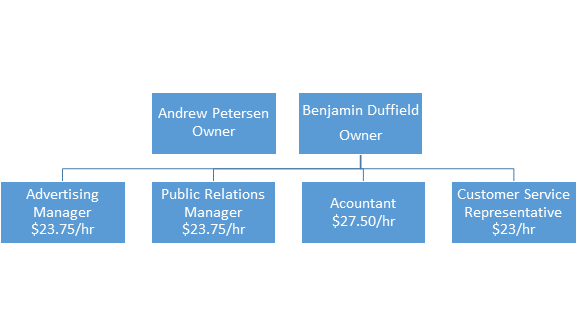 Andrew Petersen
Owner
Benjamin Duffield
Owner
Advertising
Manager
$23.75/hr
Public Relations
Manager
$23.75/hr
Acountant
$27.50/hr
Customer Service
Representative
$23/hr